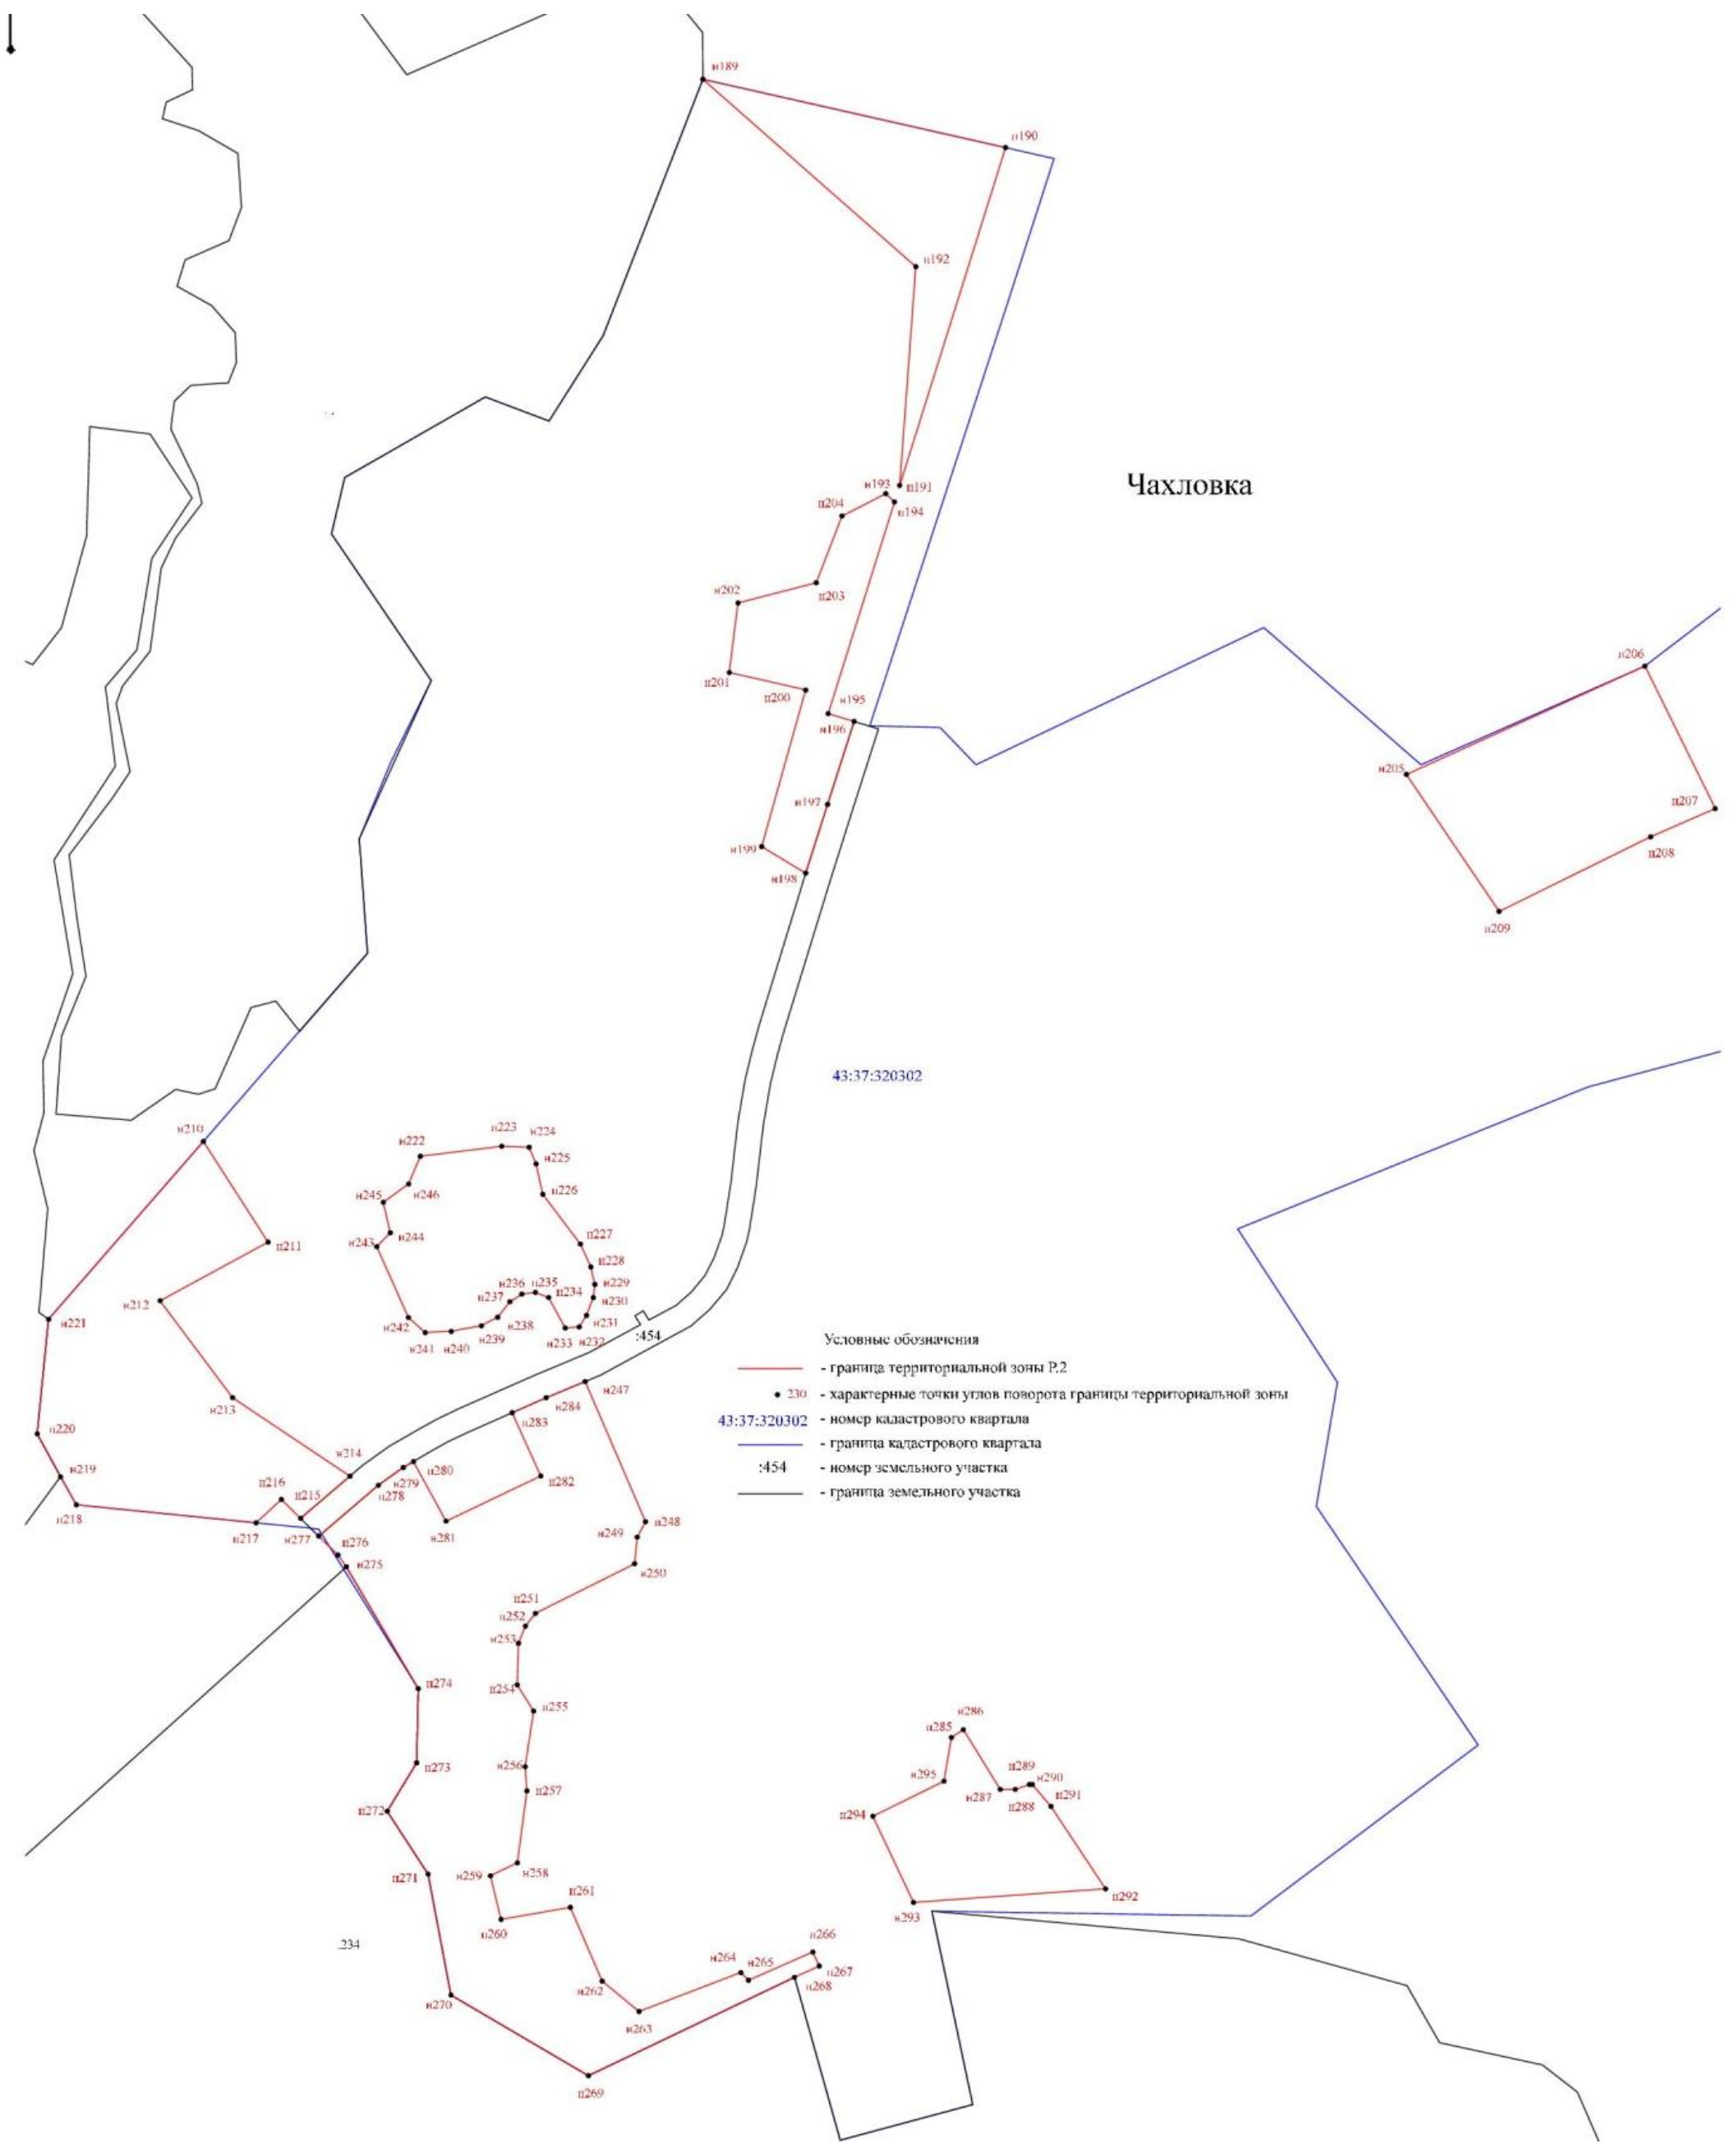 н189
н190
н192
н193
н191
н204
н194
Чахловка
н202
н203
н206
н201
н200
н195
н196
н205
н197
н207
н199
н208
н198
н209
43:37:320302
н210
н222
н223
н224
н225
н245
н246
н226
н211
н243
н244
н227
н228
н212
н236
н235
н229
н237
н234
н230
н221
н242
н238
н231
н239
н241
н240
н233
н232
:454
Условные обозначения
- граница территориальной зоны Р.2
230 - характерные точки углов поворота границы территориальной зоны
43:37:320302 - номер кадастрового квартала
- граница кадастрового квартала
:454 - номер земельного участка
- граница земельного участка
н247
н284
н213
н283
н220
н214
н280
н219
н216
н279
н282
н215
н278
н218
н217
н277
н281
н248
н249
н276
н275
н250
н251
н252
н253
н274
н254
н255
н286
н285
н273
н256
н289
н290
н295
н257
н287
н288
н291
н272
н294
н271
н259
н258
н261
н292
н260
н293
:234
н266
н264
н265
н267
н268
н262
н270
н263
н269